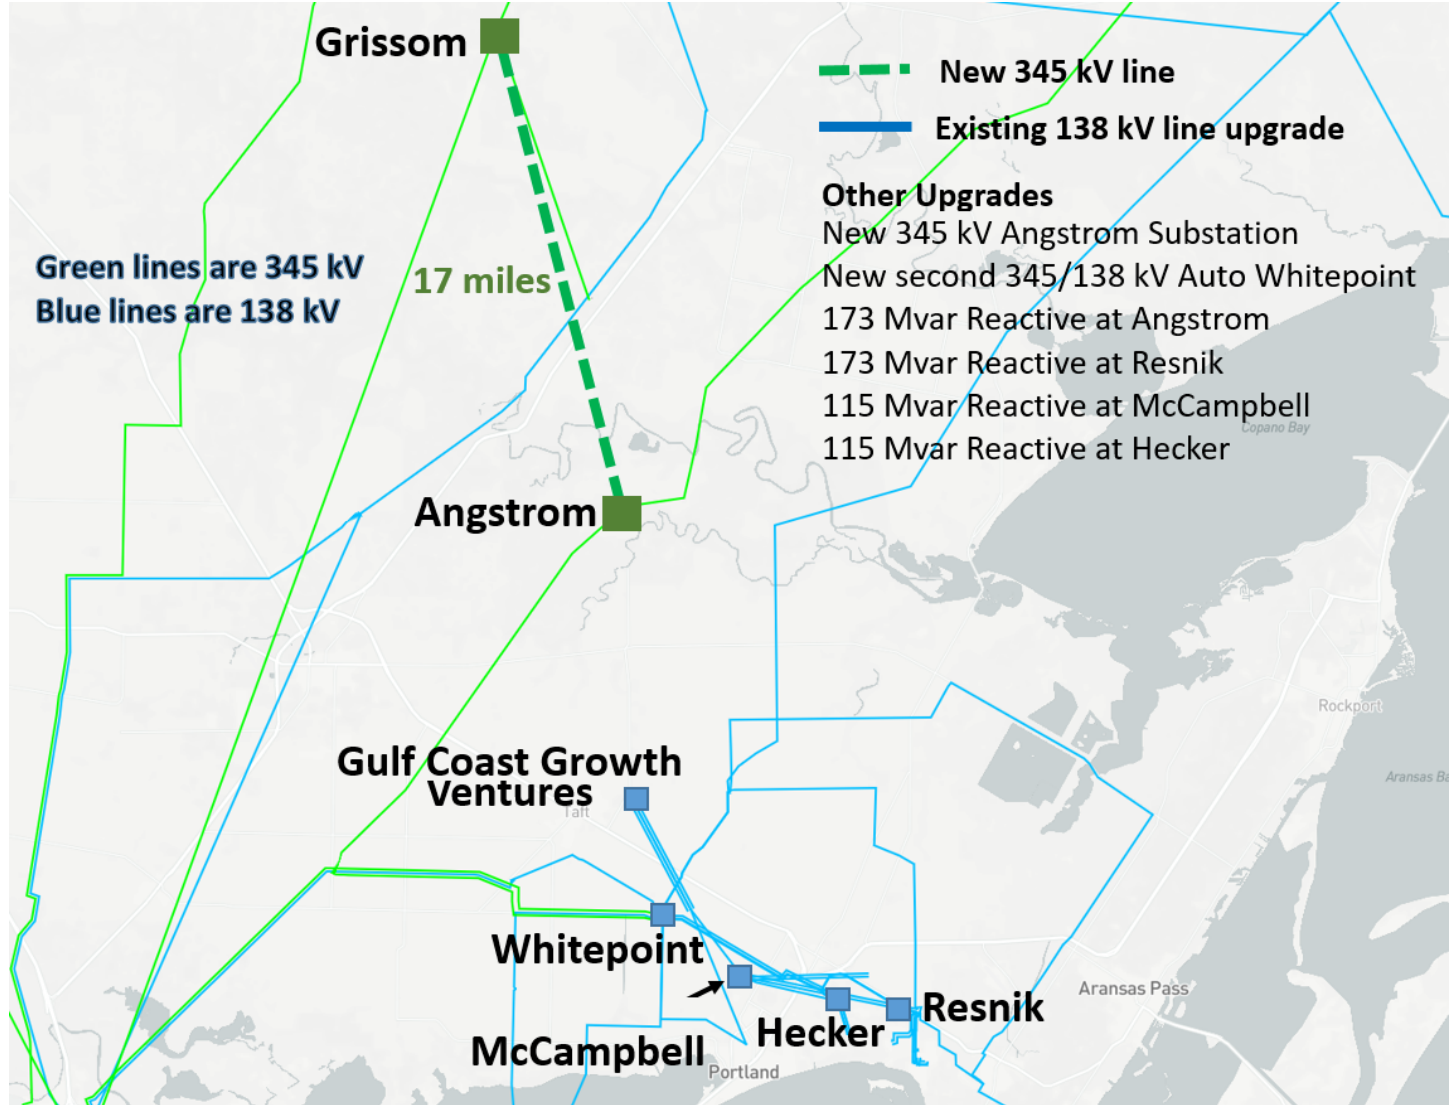 Grissom
New 345 kV line
Existing 138 kV line upgrade
Other Upgrades
New 345 kV Angstrom Substation
New second 345/138 kV Auto Whitepoint
173 Mvar Reactive at Angstrom
173 Mvar Reactive at Resnik
115 Mvar Reactive at McCampbell
115 Mvar Reactive at Hecker
Green lines are 345 kV
Blue lines are 138 kV
17 miles
Copano Bay
Angstrom
Rockport
Gulf Coast Growth
Ventures
Taft
Aransas Ba
Whitepoint
Aransas Pass
Resnik
Hecker
McCampbell
Portland